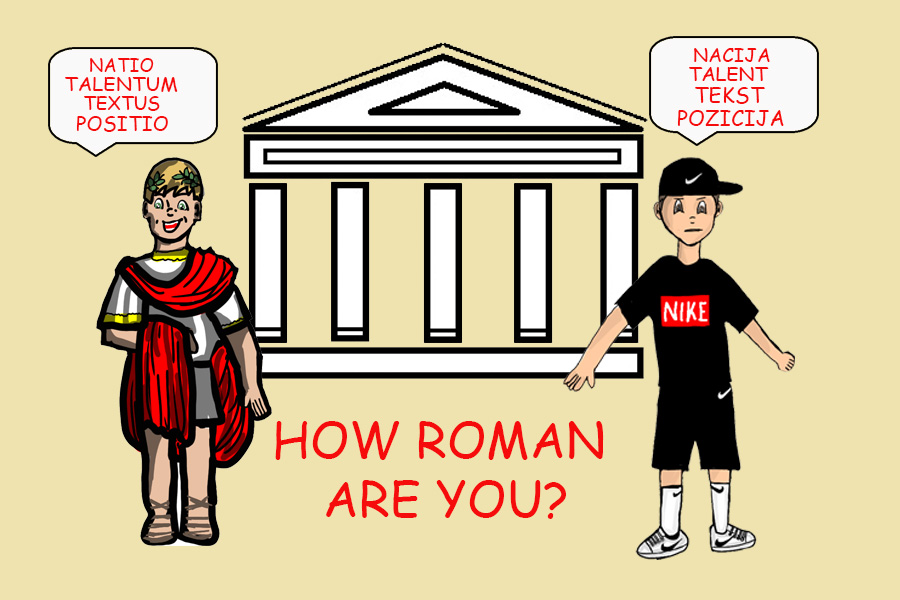 NATIO
TALENTUM
TEXTUS
POSITIO
NACIJA
TALENT
TEKST
POZICIJA
NIKE
HOW ROMAN
ARE YOU?